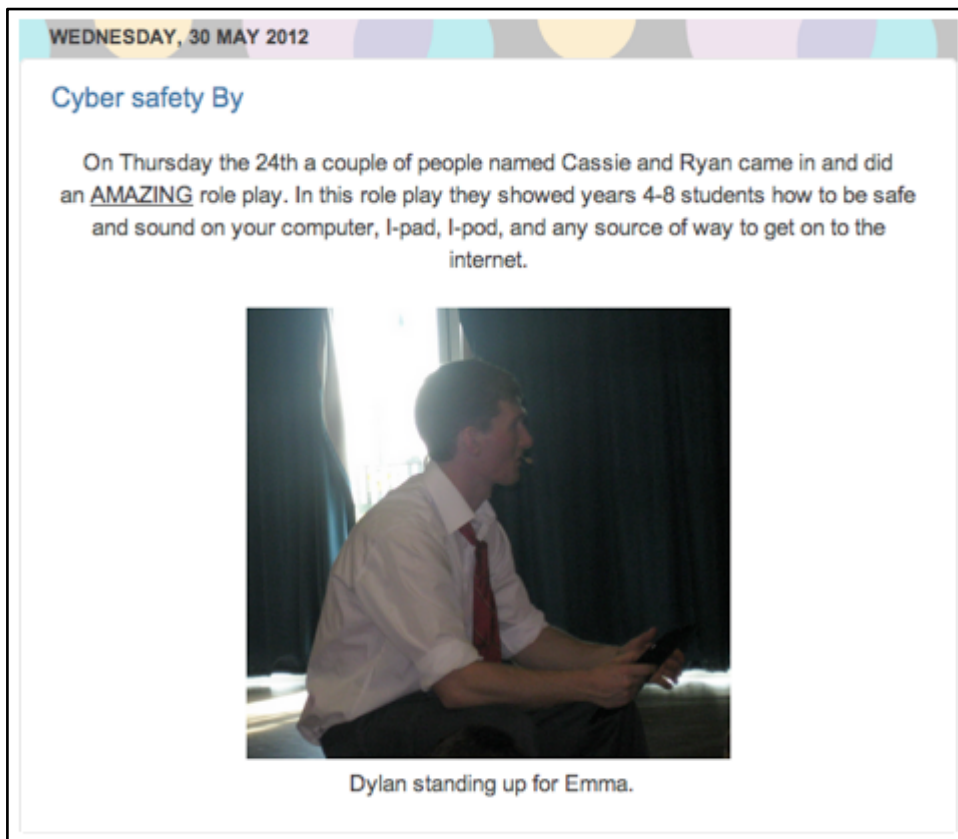 WEDNESDAY, 30 MAY 2012
Cyber safety By
On Thursday the 24th a couple of people named Cassie and Ryan came in and did
an AMAZING role play. In this role play they showed years 4-8 students how to be safe
and sound on your computer, I-pad, I-pod, and any source of way to get on to the
internet.
Dylan standing up for Emma.